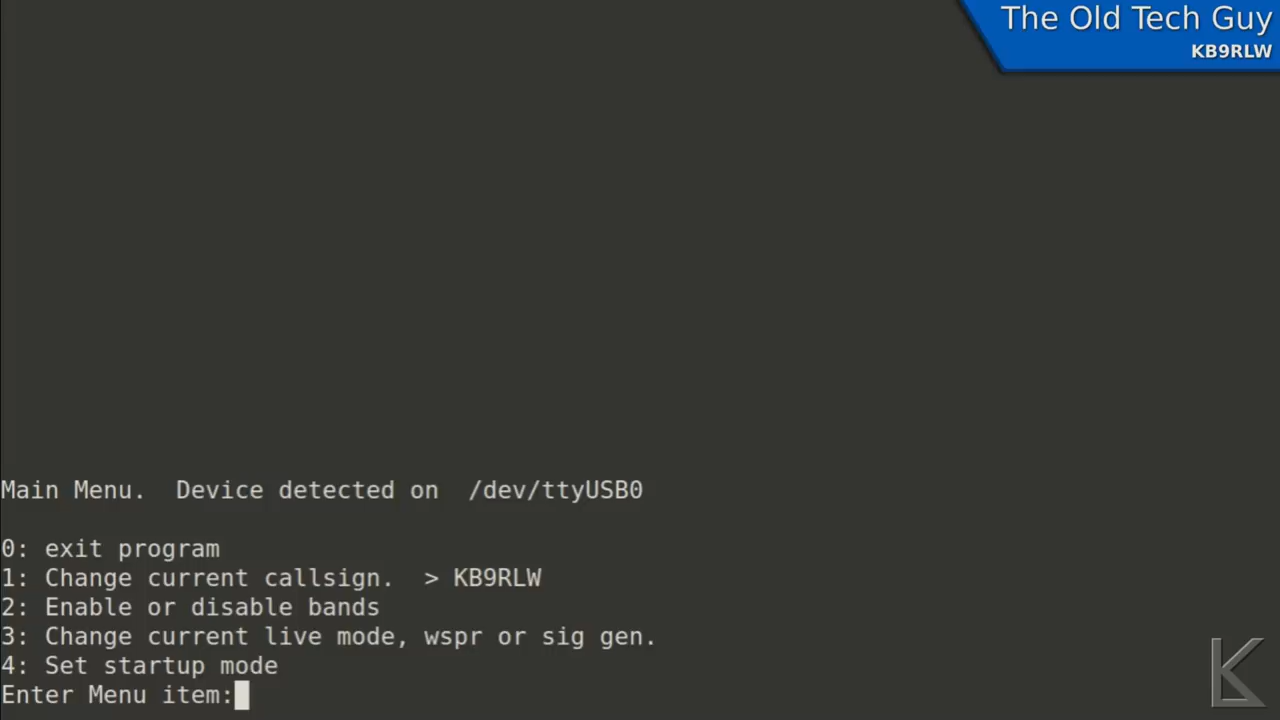 The Old Tech Guy
KB9RLW
Main Menu.  Device detected on  /dev/ttyUSB0
0: exit program
1: Change current callsign.  > KB9RLW
2: Enable or disable bands
3: Change current live mode, wspr or sig gen.
4: Set startup mode
Enter Menu item:
K